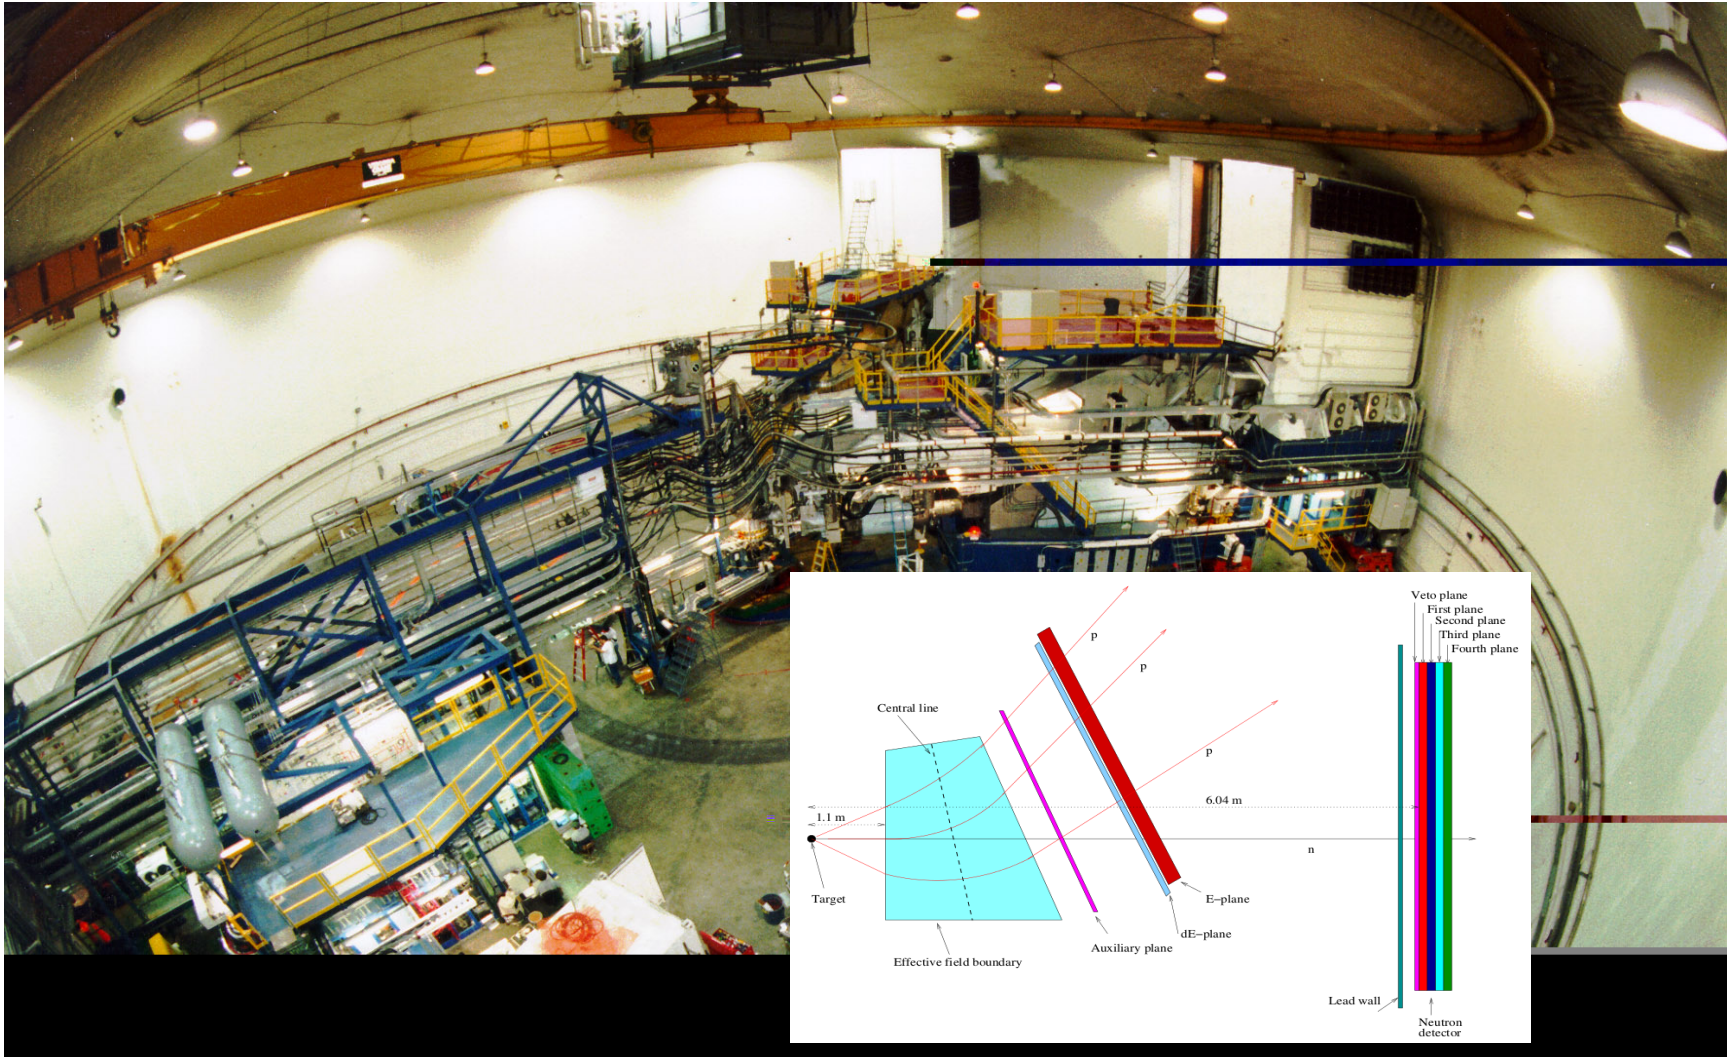 Veto plane
First plane
Second plane
Third plane
Fourth plane
p
p
p
Central line
6.04 m
1.1 m
n
Target
E-plane
dE-plane
Auxiliary plane
Effective field boundary
Lead wall
Neutron
detector